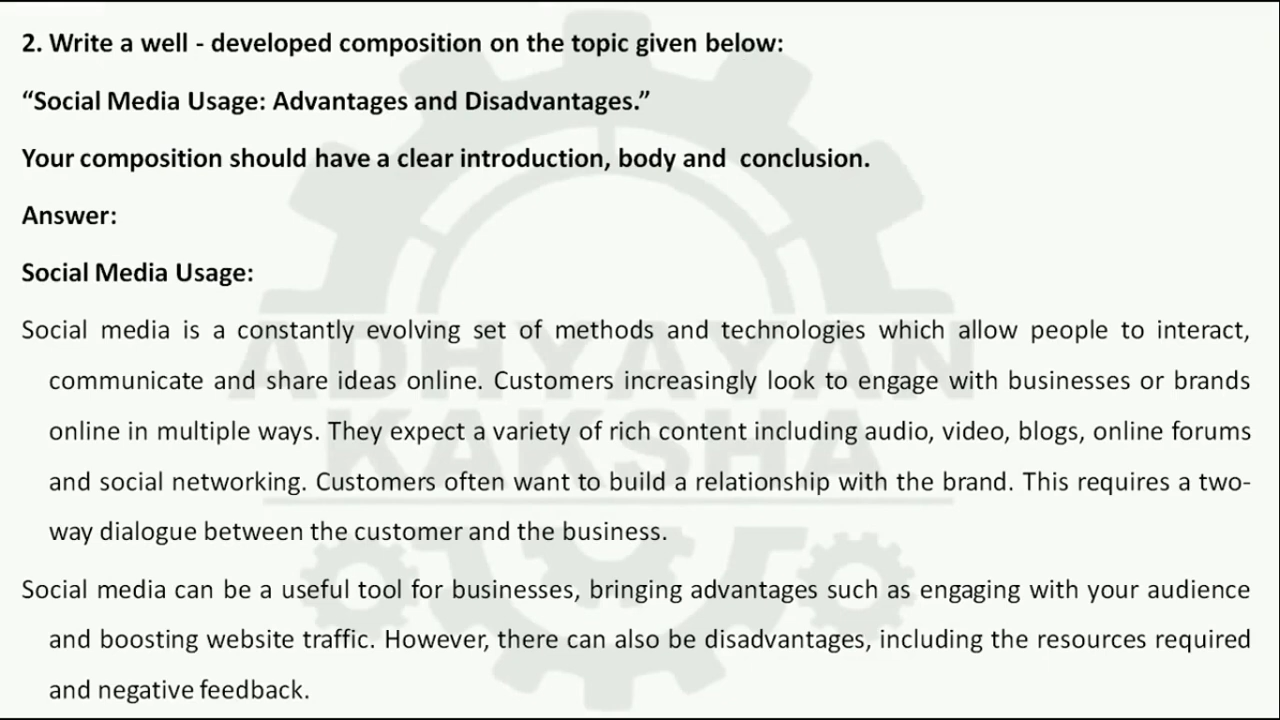 2. Write a well - developed composition on the topic given below:
“Social Media Usage: Advantages and Disadvantages.”
Your composition should have a clear introduction, body and conclusion.
Answer:
Social Media Usage:
Social media is a constantly evolving set of methods and technologies which allow people to interact,
communicate and share ideas online. Customers increasingly look to engage with businesses or brands
online in multiple ways. They expect a variety of rich content including audio, video, blogs, online forums
and social networking. Customers often want to build a relationship with the brand. This requires a two-
way dialogue between the customer and the business.
Social media can be a useful tool for businesses, bringing advantages such as engaging with your audience
and boosting website traffic. However, there can also be disadvantages, including the resources required
and negative feedback.
ADHYAYAN
KAKSHA